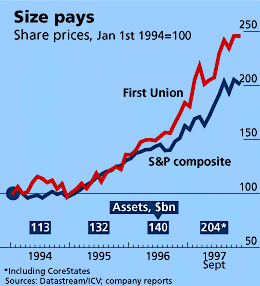 Size pays
Share prices, Jan 1st 1994=100
250
First Union
200
S&P composite
150
100
Assets, $bn
113 132 140 204*
50
1994 1995 1996 1997
Sept
*Including CoreStates
Sources: Datastream/ICV; company reports